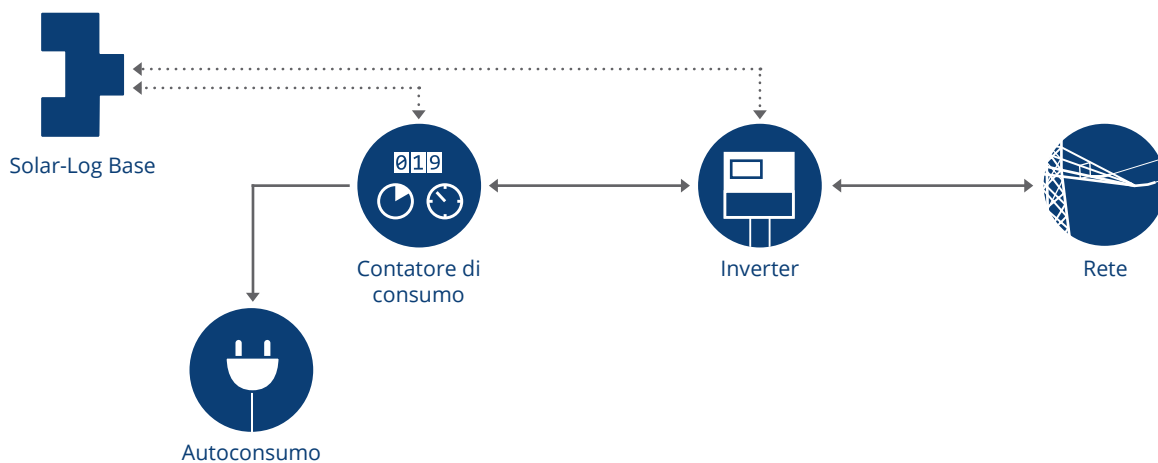 Solar-Log Base
019
Contatore di
consumo
Inverter
Rete
Autoconsumo